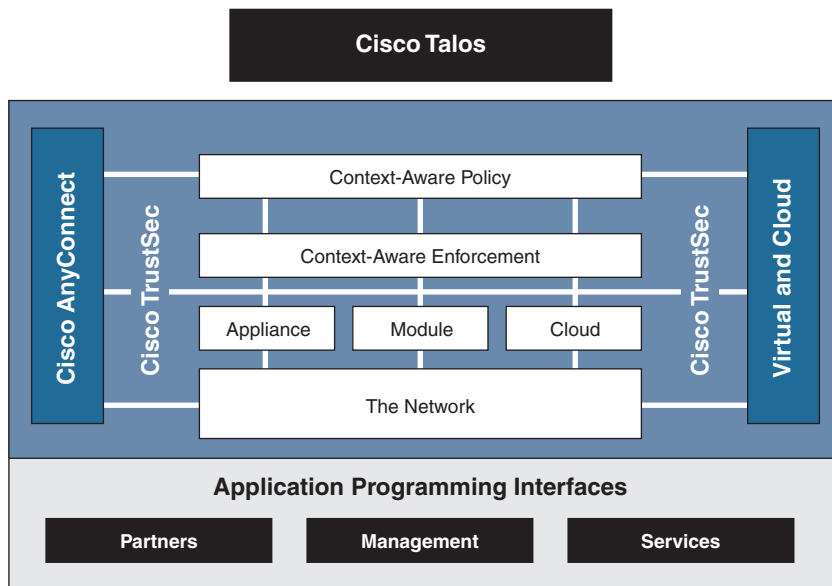 Cisco Talos
Cisco AnyConnect
Cisco TrustSec
Context-Aware Policy
Context-Aware Enforcement
Appliance
Module
Cloud
The Network
Cisco TrustSec
Virtual and Cloud
Application Programming Interfaces
Partners
Management
Services